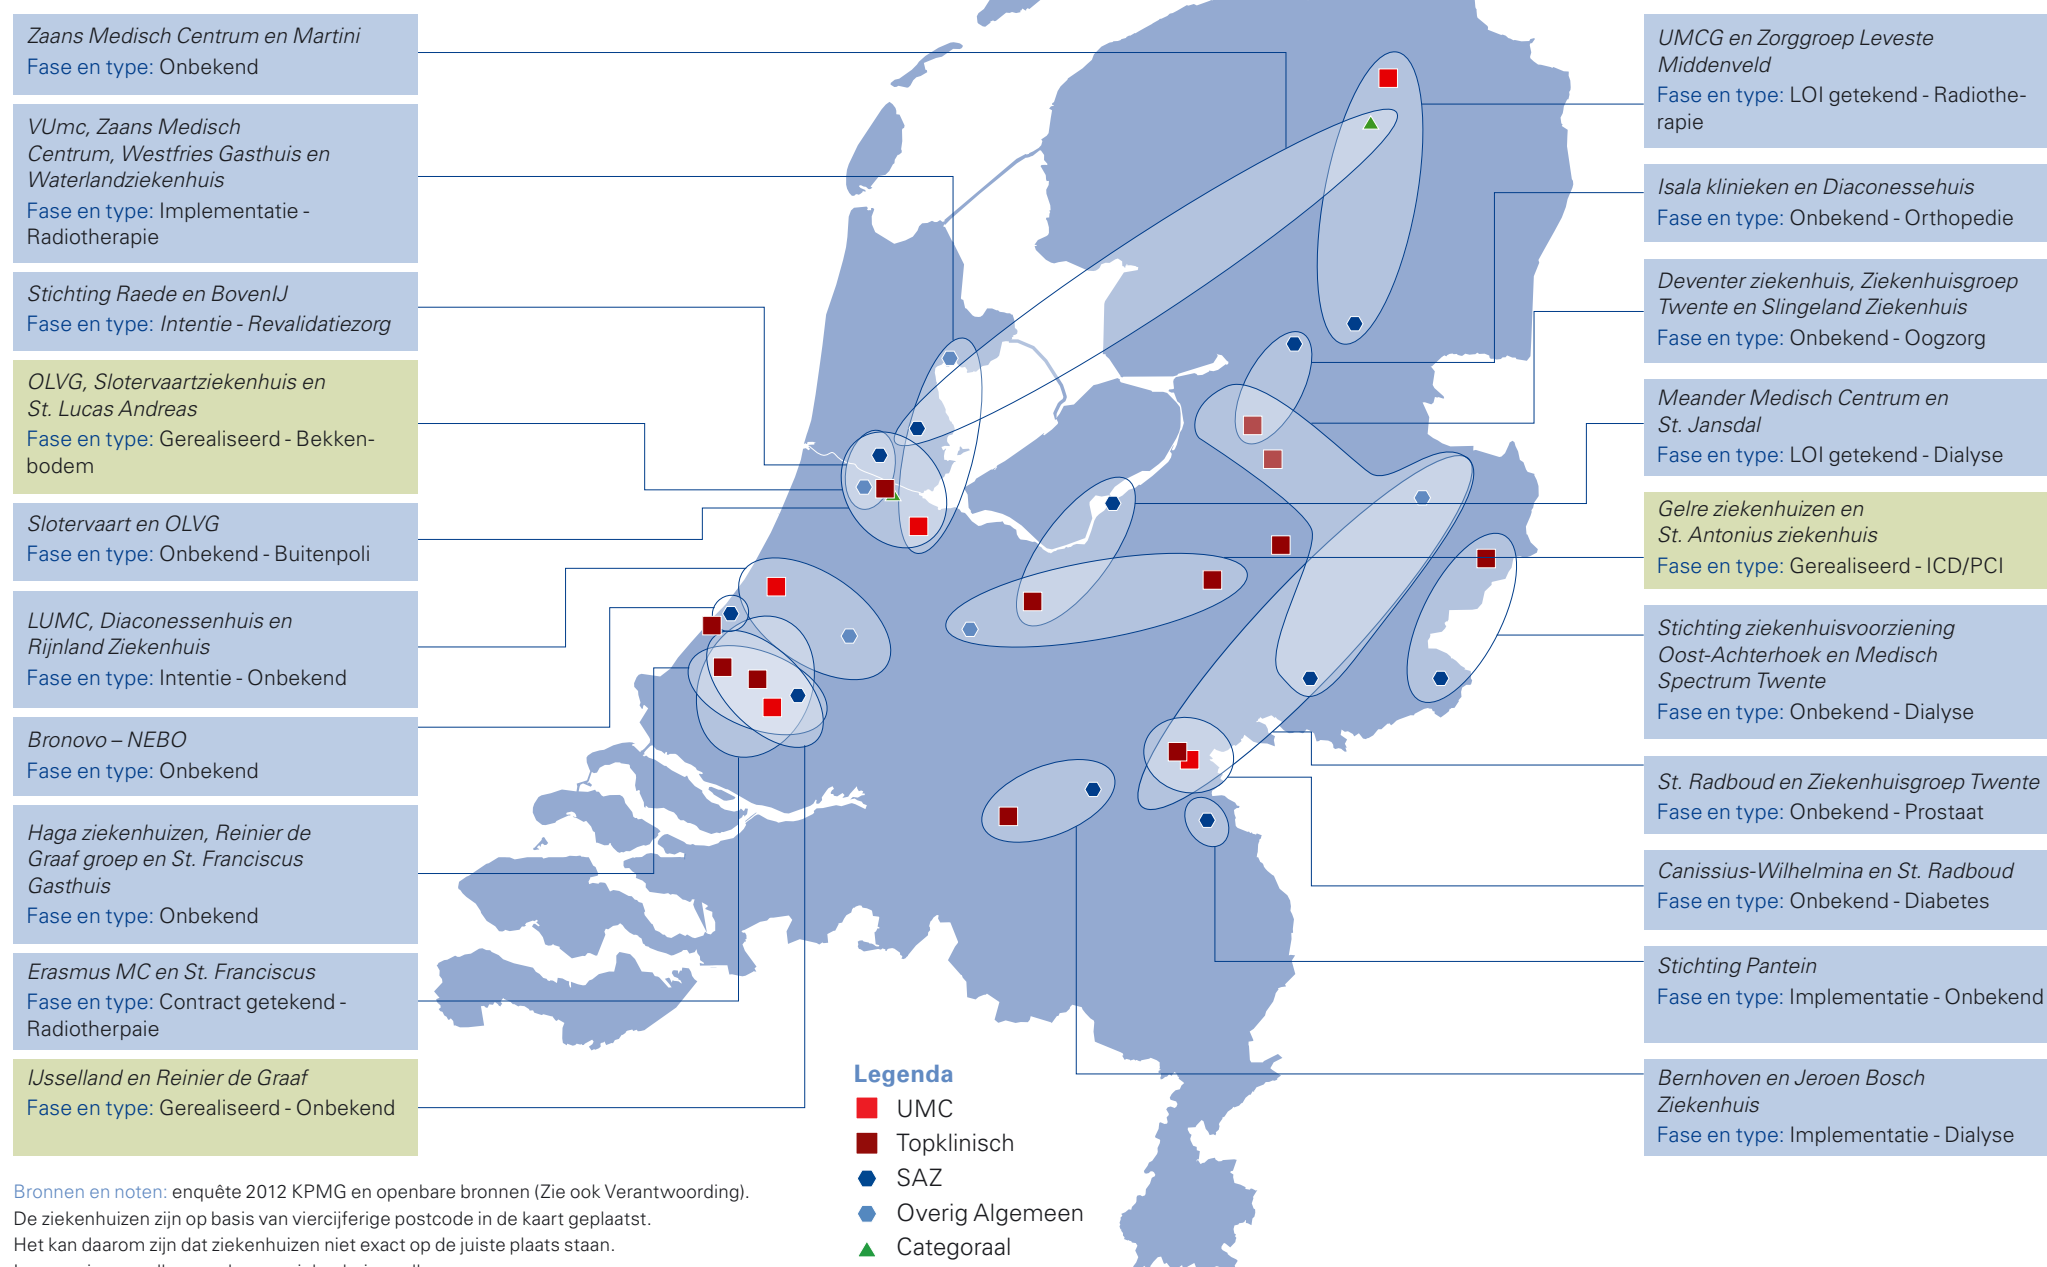 Zaans Medisch Centrum en Martini
Fase en type: Onbekend
VUmc, Zaans Medisch
Centrum, Westfries Gasthuis en
Waterlandziekenhuis
Fase en type: Implementatie -
Radiotherapie
Stichting Raede en BovenIJ
Fase en type: Intentie - Revalidatiezorg
OLVG, Slotervaartziekenhuis en
St. Lucas Andreas
Fase en type: Gerealiseerd - Bekken-
bodem
Slotervaart en OLVG
Fase en type: Onbekend - Buitenpoli
LUMC, Diaconessenhuis en
Rijnland Ziekenhuis
Fase en type: Intentie - Onbekend
Bronovo – NEBO
Fase en type: Onbekend
Haga ziekenhuizen, Reinier de
Graaf groep en St. Franciscus
Gasthuis
Fase en type: Onbekend
Erasmus MC en St. Franciscus
Fase en type: Contract getekend -
Radiotherpaie
IJsselland en Reinier de Graaf
Fase en type: Gerealiseerd - Onbekend
UMCG en Zorggroep Leveste
Middenveld
Fase en type: LOI getekend - Radiothe-
rapie
Isala klinieken en Diaconessehuis
Fase en type: Onbekend - Orthopedie
Deventer ziekenhuis, Ziekenhuisgroep
Twente en Slingeland Ziekenhuis
Fase en type: Onbekend - Oogzorg
Meander Medisch Centrum en
St. Jansdal
Fase en type: LOI getekend - Dialyse
Gelre ziekenhuizen en
St. Antonius ziekenhuis
Fase en type: Gerealiseerd - ICD/PCI
Stichting ziekenhuisvoorziening
Oost-Achterhoek en Medisch
Spectrum Twente
Fase en type: Onbekend - Dialyse
St. Radboud en Ziekenhuisgroep Twente
Fase en type: Onbekend - Prostaat
Canissius-Wilhelmina en St. Radboud
Fase en type: Onbekend - Diabetes
Stichting Pantein
Fase en type: Implementatie - Onbekend
Bernhoven en Jeroen Bosch
Ziekenhuis
Fase en type: Implementatie - Dialyse
Legenda
UMC
Topklinisch
SAZ
Overig Algemeen
Categoraal
Bronnen en noten: enquête 2012 KPMG en openbare bronnen (Zie ook Verantwoording).
De ziekenhuizen zijn op basis van viercijferige postcode in de kaart geplaatst.
Het kan daarom zijn dat ziekenhuizen niet exact op de juiste plaats staan.